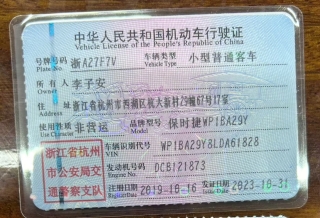 中华人民共和国机动车行驶证
Vehicle License of the People's Republic of China
号牌号码 浙A27F7V 车辆类型 小型普通客车
Plate No. Vehicle Type
所有人 李子安
Owner
住址 浙江省杭州市西湖区杭大新村29幢67号17室
Address
使用性质 非营运 品牌型号 保时捷WP1BA29Y
Use Character Model
浙江省杭州
市公安局交
通警察支队
车辆识别代号 WP1BA29Y8LDA61828
VIN
发动机号码 DCB121873
Engine No.
注册日期 2019-10-16 发证日期 2023-10-31
Register Date Issue Date